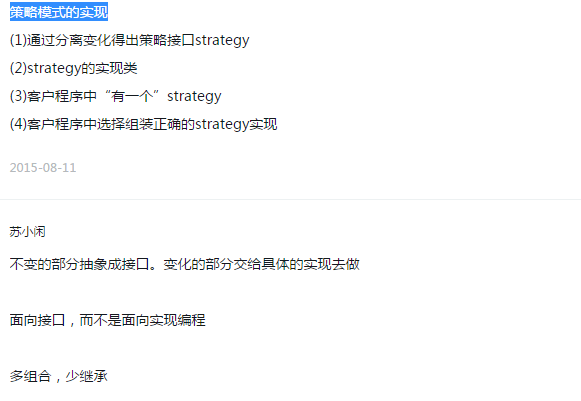 策略模式的实现
(1)通过分离变化得出策略接口strategy
(2)strategy的实现类
(3)客户程序中“有一个”strategy
(4)客户程序中选择组装正确的strategy实现
2015-08-11
苏小闲
不变的部分抽象成接口。变化的部分交给具体的实现去做
面向接口，而不是面向实现编程
多组合，少继承